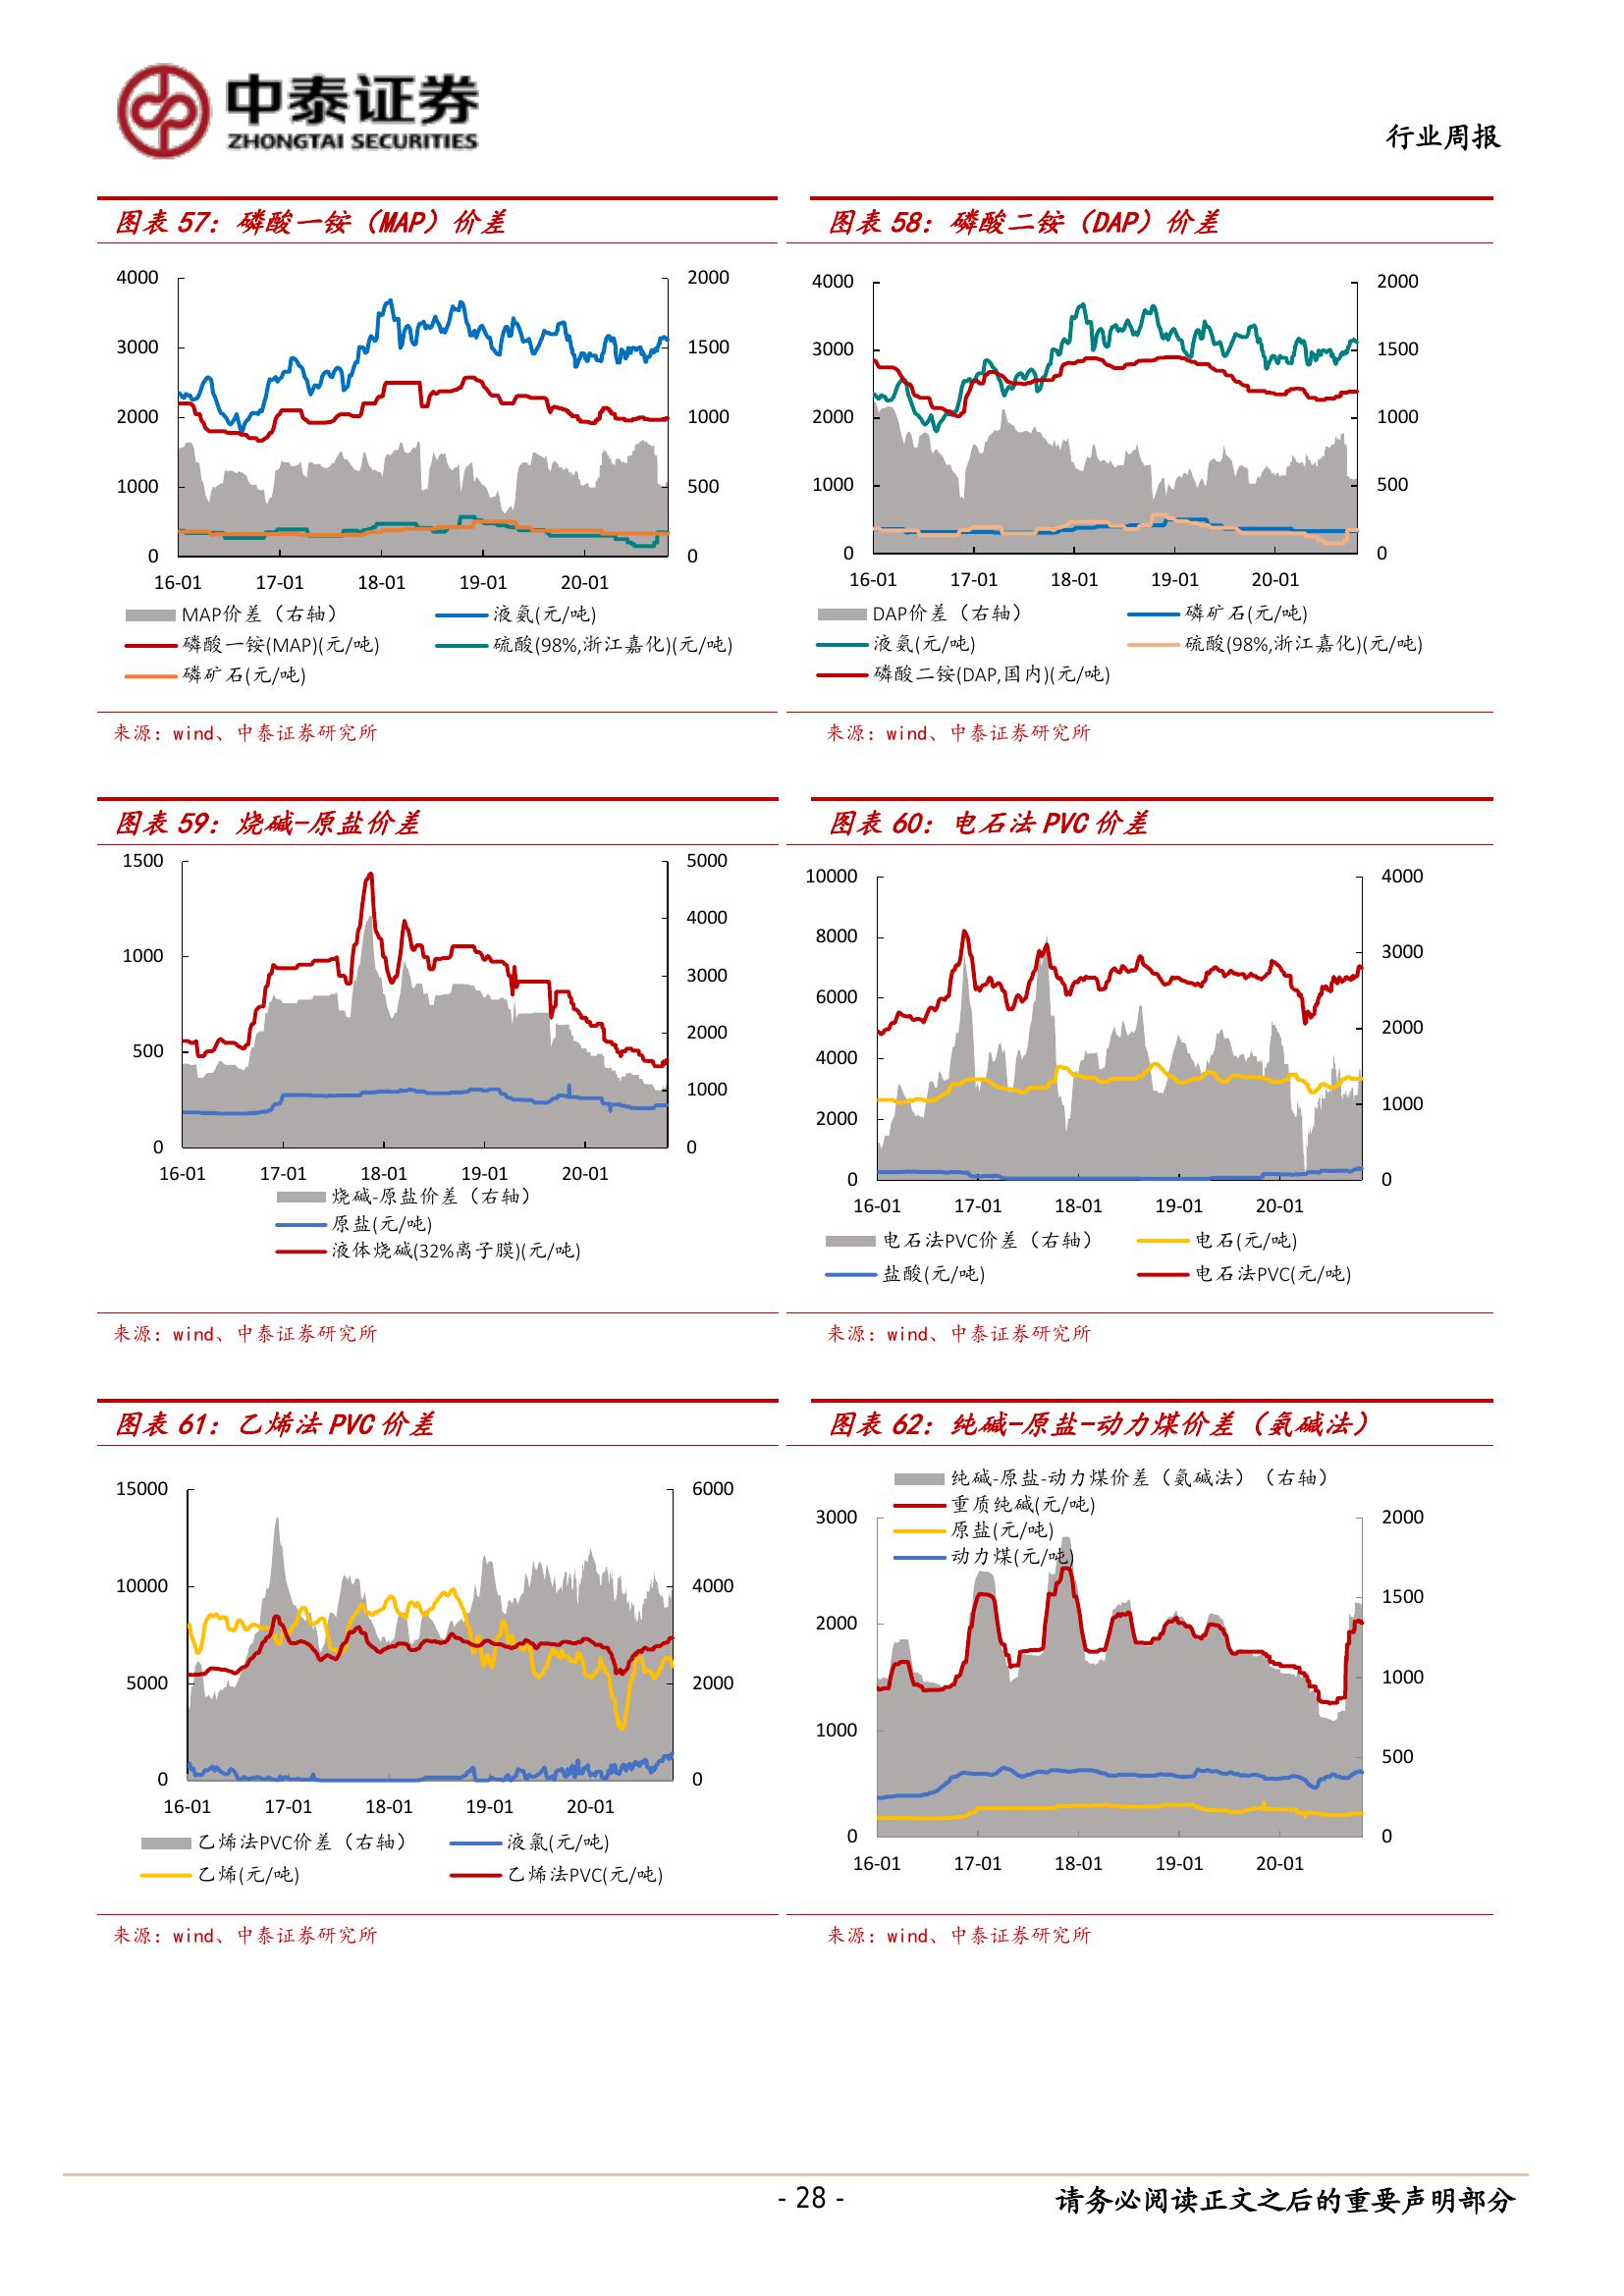 中泰证券
ZHONGTAI SECURITIES
行业周报
图表 57：磷酸一铵（MAP）价差
4000
3000
2000
1000
0
2000
1500
1000
500
0
16-01 17-01 18-01 19-01 20-01
MAP价差（右轴） 液氨(元/吨)
磷酸一铵(MAP)(元/吨) 硫酸(98%,浙江嘉化)(元/吨)
磷矿石(元/吨)
来源：wind、中泰证券研究所
图表 58：磷酸二铵（DAP）价差
4000
3000
2000
1000
0
2000
1500
1000
500
0
16-01 17-01 18-01 19-01 20-01
DAP价差（右轴） 磷矿石(元/吨)
液氨(元/吨) 硫酸(98%,浙江嘉化)(元/吨)
磷酸二铵(DAP,国内)(元/吨)
来源：wind、中泰证券研究所
图表 59：烧碱-原盐价差
1500
1000
500
0
5000
4000
3000
2000
1000
0
16-01 17-01 18-01 19-01 20-01
烧碱-原盐价差（右轴）
原盐(元/吨)
液体烧碱(32%离子膜)(元/吨)
来源：wind、中泰证券研究所
图表 60：电石法 PVC 价差
10000
8000
6000
4000
2000
0
4000
3000
2000
1000
0
16-01 17-01 18-01 19-01 20-01
电石法PVC价差（右轴） 电石(元/吨)
盐酸(元/吨) 电石法PVC(元/吨)
来源：wind、中泰证券研究所
图表 61：乙烯法 PVC 价差
15000
10000
5000
0
6000
4000
2000
0
16-01 17-01 18-01 19-01 20-01
乙烯法PVC价差（右轴） 液氯(元/吨)
乙烯(元/吨) 乙烯法PVC(元/吨)
来源：wind、中泰证券研究所
图表 62：纯碱-原盐-动力煤价差（氨碱法）
纯碱-原盐-动力煤价差（氨碱法）（右轴）
重质纯碱(元/吨)
原盐(元/吨)
动力煤(元/吨)
3000
2000
1000
0
2000
1500
1000
500
0
16-01 17-01 18-01 19-01 20-01
来源：wind、中泰证券研究所
- 28 -
请务必阅读正文之后的重要声明部分